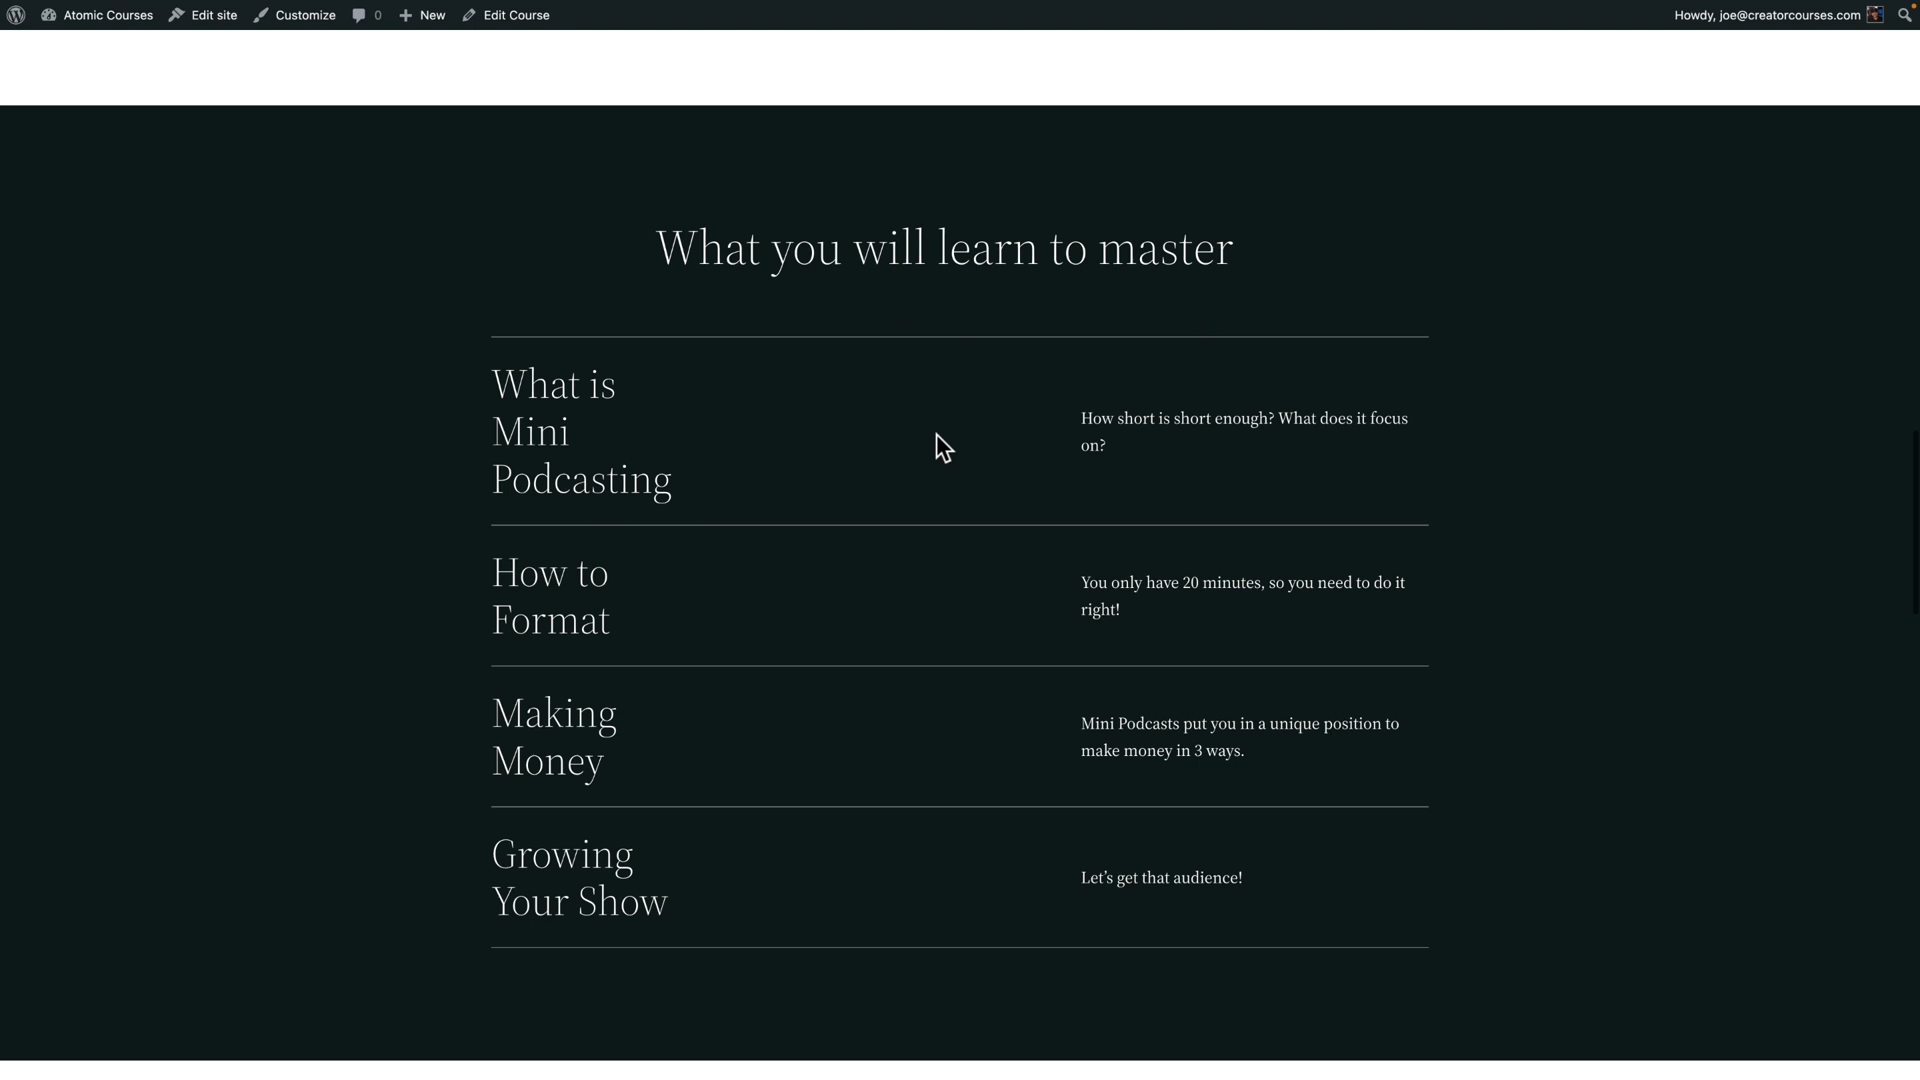 Atomic Courses Edit site Customize 0 New Edit Course Howdy, joe@creatorcourses.com
What you will learn to master
What is
Mini
Podcasting
How short is short enough? What does it focus
on?
How to
Format
You only have 20 minutes, so you need to do it
right!
Making
Money
Mini Podcasts put you in a unique position to
make money in 3 ways.
Growing
Your Show
Let’s get that audience!